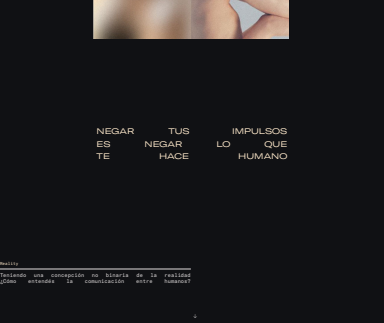 NEGAR TUS IMPULSOS
ES NEGAR LO QUE
TE HACE HUMANO
Reality
Teniendo una concepción no binaria de la realidad
¿Cómo entendés la comunicación entre humanos?